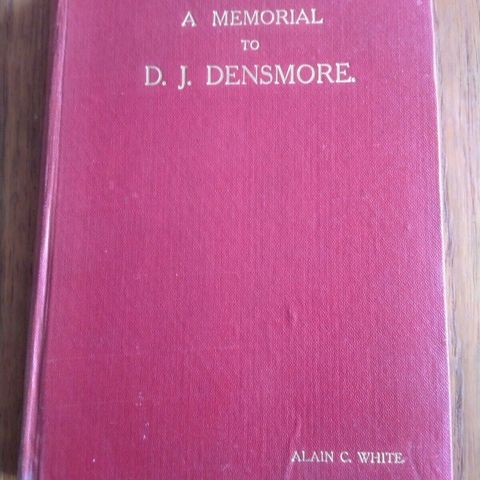 A MEMORIAL
TO
D. J. DENSMORE.
ALAIN C. WHITE.